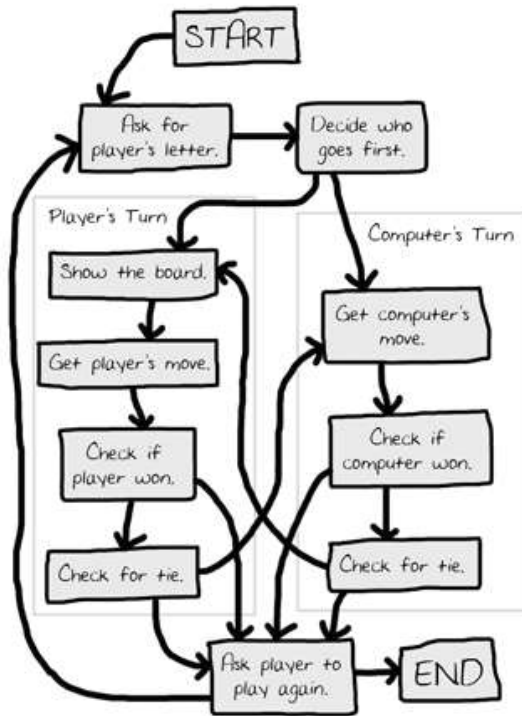 START
Ask for
player's letter.
Decide who
goes first.
Player's Turn
Show the board.
Get player's move.
Check if
player won.
Check for tie.
Computer's Turn
Get computer's
move.
Check if
computer won.
Check for tie.
Ask player to
play again.
END